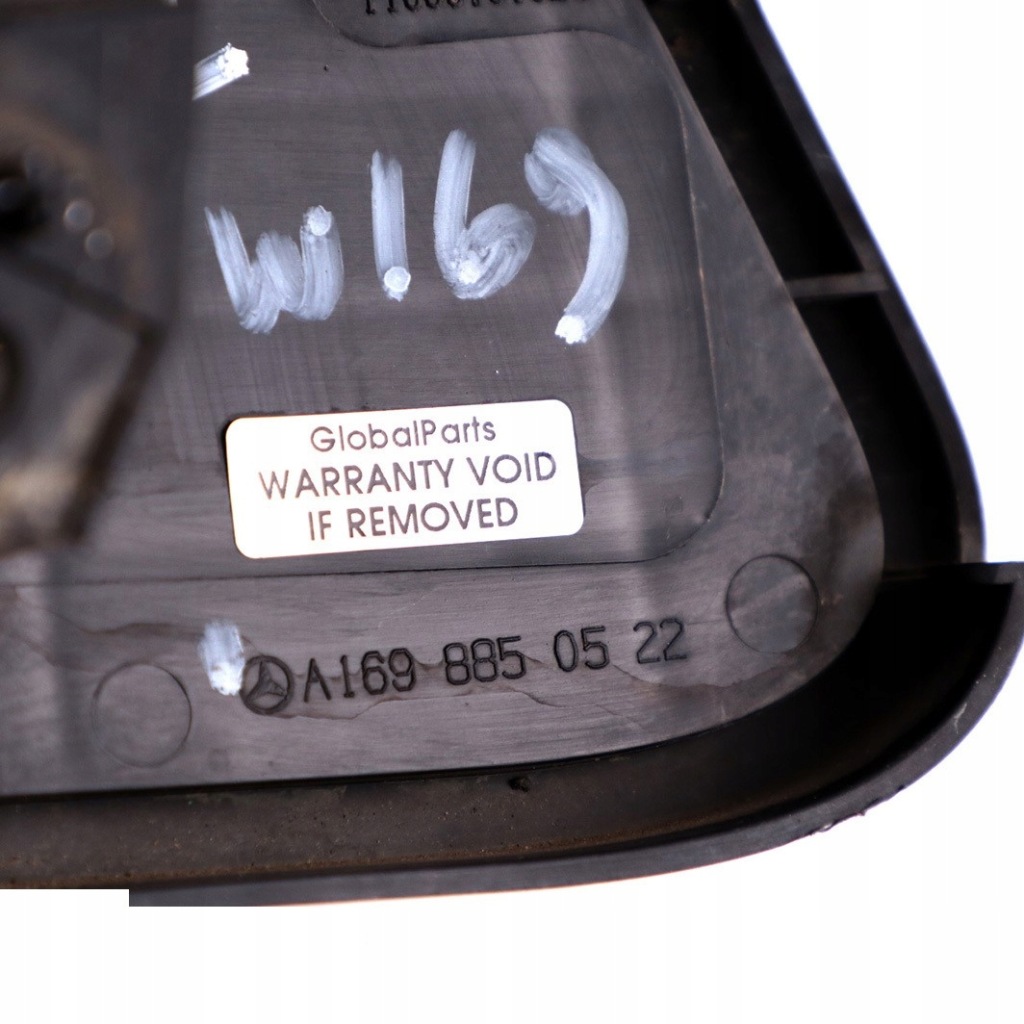 W169
GlobalParts
WARRANTY VOID
IF REMOVED
A169 885 05 22